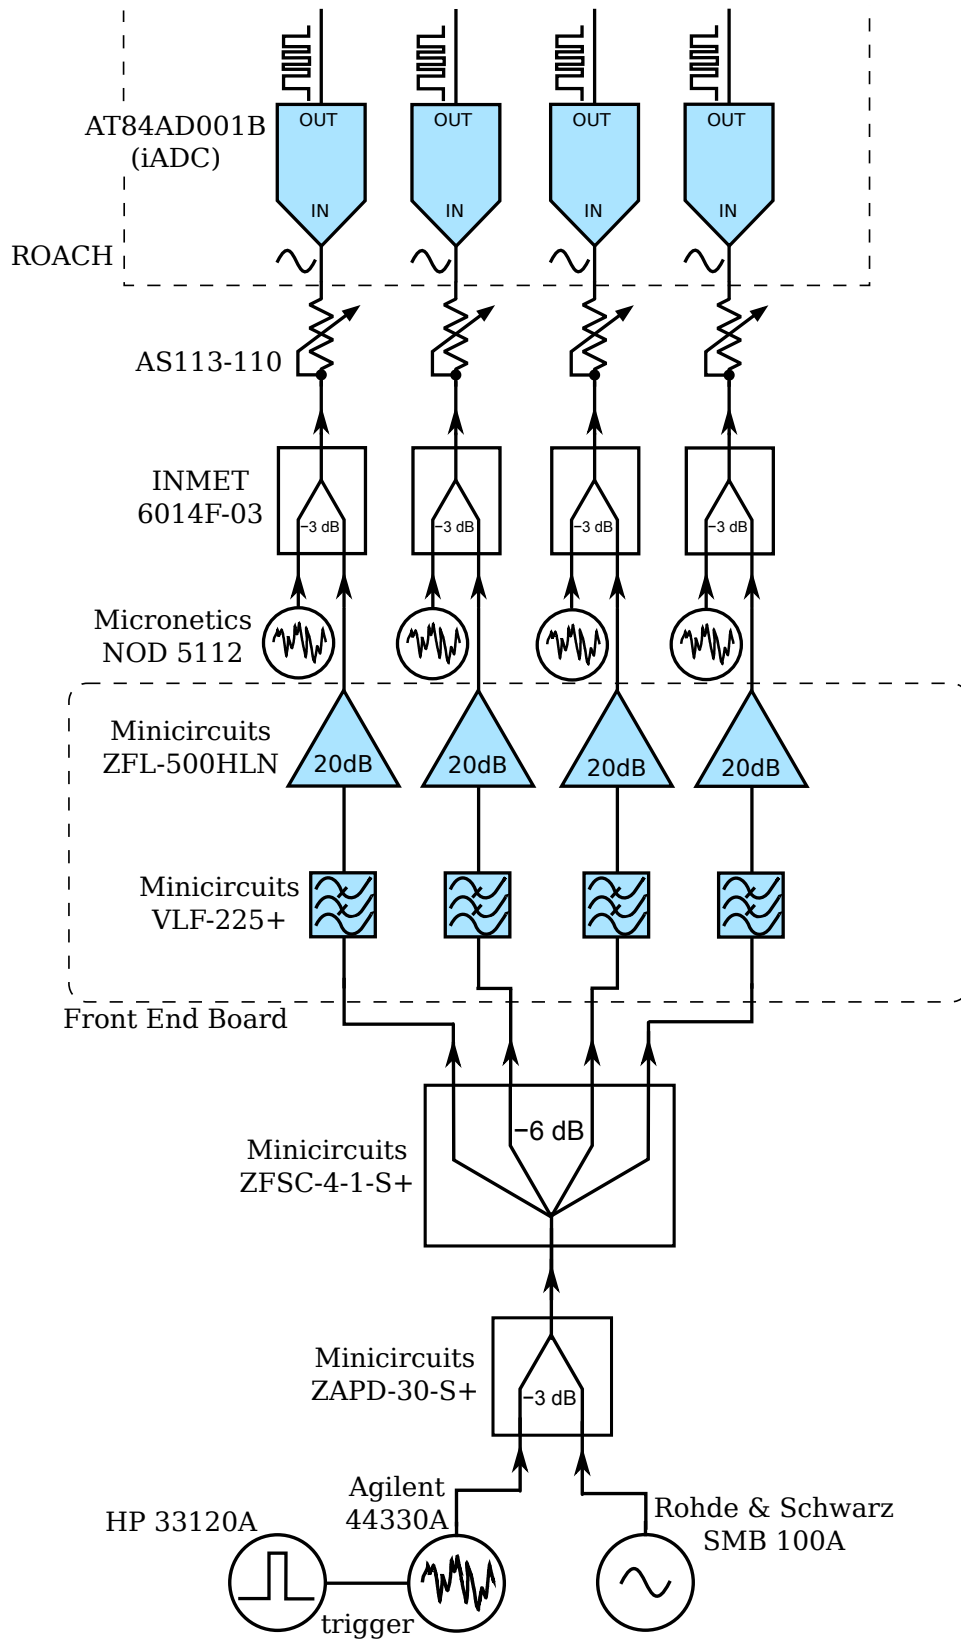 OUT OUT OUT OUT
AT84AD001B
(iADC)
IN IN IN IN
ROACH
AS113-110
INMET
6014F-03
−3 dB −3 dB −3 dB −3 dB
Micronetics
NOD 5112
Minicircuits
ZFL-500HLN
20dB 20dB 20dB 20dB
Minicircuits
VLF-225+
Front End Board
−6 dB
Minicircuits
ZFSC-4-1-S+
Minicircuits
ZAPD-30-S+
−3 dB
Agilent
44330A
HP 33120A
Rohde & Schwarz
SMB 100A
trigger